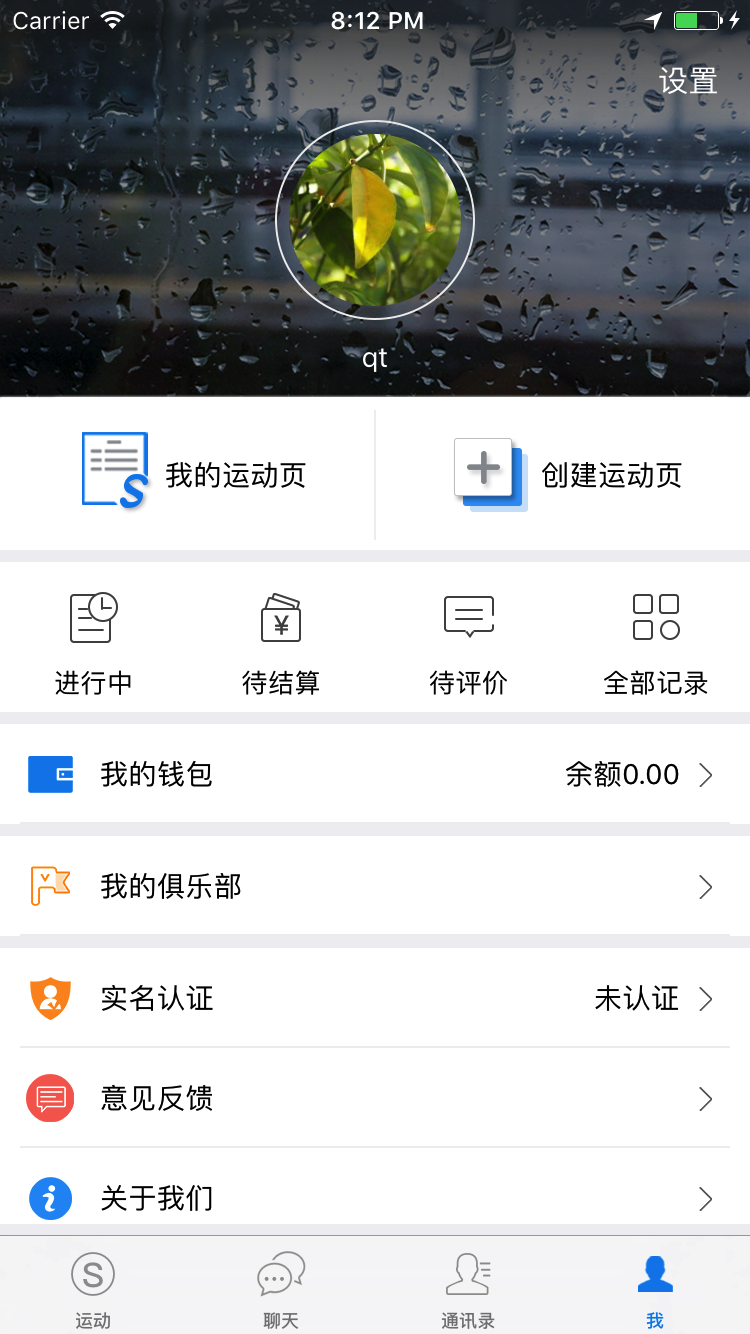 Carrier 8:12 PM
设置
qt
我的运动页 创建运动页
进行中 待结算 待评价 全部记录
我的钱包 余额0.00
我的俱乐部
实名认证 未认证
意见反馈
关于我们
运动 聊天 通讯录 我